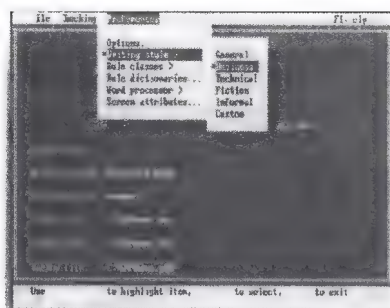 File Checking Preferences F1-Help
Options.
Writing style >
Rule classes >
Rule dictionaries...
Word processor >
Screen attributes...
General
Business
Technical
Fiction
Informal
Custom
Use to highlight item, to select, to exit